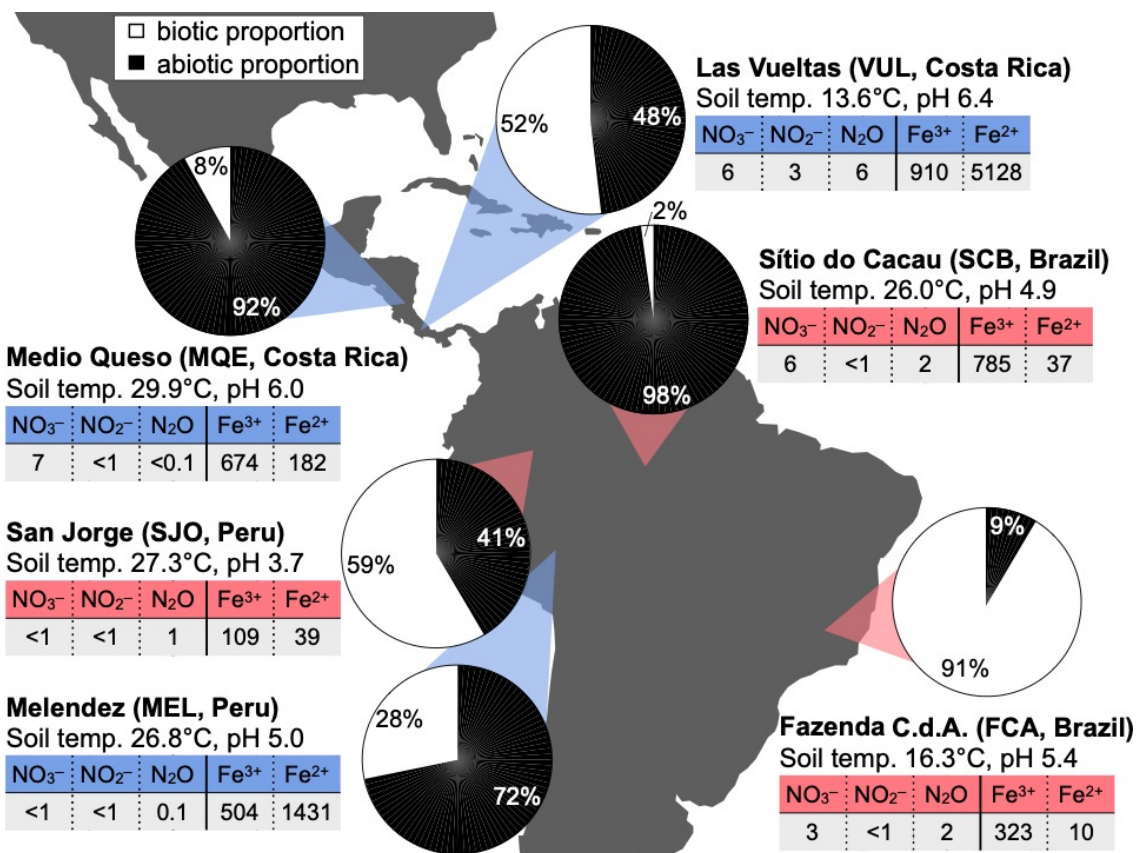 biotic proportion
abiotic proportion
52%
48%
Las Vueltas (VUL, Costa Rica)
Soil temp. 13.6°C, pH 6.4
NO₃⁻ NO₂⁻ N₂O Fe³⁺ Fe²⁺
6 3 6 910 5128
8%
92%
Medio Queso (MQE, Costa Rica)
Soil temp. 29.9°C, pH 6.0
NO₃⁻ NO₂⁻ N₂O Fe³⁺ Fe²⁺
7 <1 <0.1 674 182
2%
98%
Sítio do Cacau (SCB, Brazil)
Soil temp. 26.0°C, pH 4.9
NO₃⁻ NO₂⁻ N₂O Fe³⁺ Fe²⁺
6 <1 2 785 37
San Jorge (SJO, Peru)
Soil temp. 27.3°C, pH 3.7
NO₃⁻ NO₂⁻ N₂O Fe³⁺ Fe²⁺
<1 <1 1 109 39
59%
41%
Melendez (MEL, Peru)
Soil temp. 26.8°C, pH 5.0
NO₃⁻ NO₂⁻ N₂O Fe³⁺ Fe²⁺
<1 <1 0.1 504 1431
28%
72%
9%
91%
Fazenda C.d.A. (FCA, Brazil)
Soil temp. 16.3°C, pH 5.4
NO₃⁻ NO₂⁻ N₂O Fe³⁺ Fe²⁺
3 <1 2 323 10